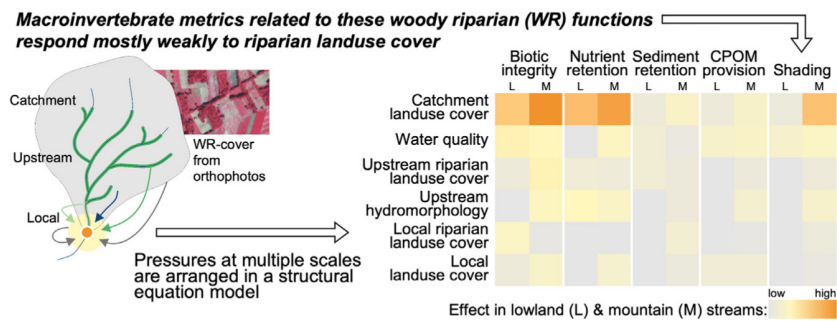 Macroinvertebrate metrics related to these woody riparian (WR) functions
respond mostly weakly to riparian landuse cover
Catchment
Upstream
Local
WR-cover
from
orthophotos
Pressures at multiple scales
are arranged in a structural
equation model
Biotic integrity
Nutrient retention
Sediment retention
CPOM provision
Shading
L M L M L M L M L M
Catchment
landuse cover
Water quality
Upstream riparian
landuse cover
Upstream
hydromorphology
Local riparian
landuse cover
Local
landuse cover
low high
Effect in lowland (L) & mountain (M) streams: